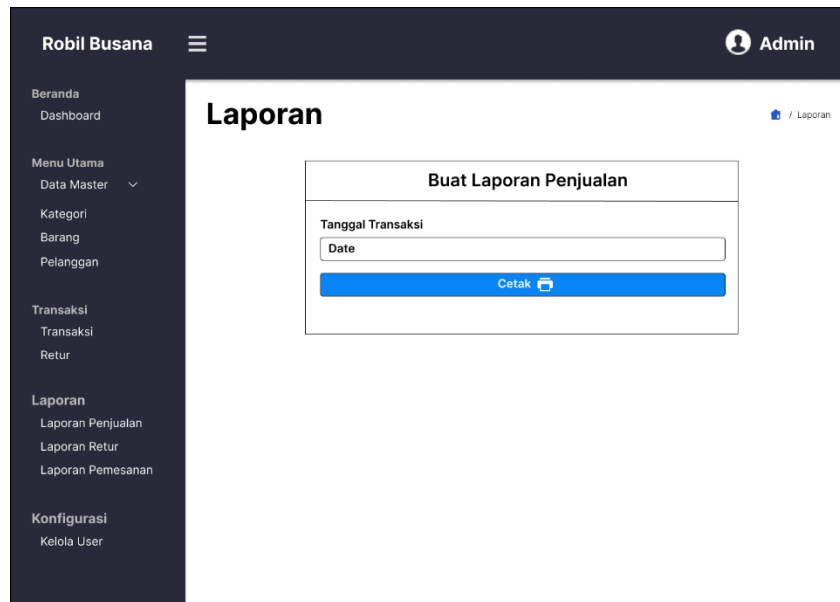 Robil Busana
Admin
Beranda
Dashboard
Menu Utama
Data Master
Kategori
Barang
Pelanggan
Transaksi
Transaksi
Retur
Laporan
Laporan Penjualan
Laporan Retur
Laporan Pemesanan
Konfigurasi
Kelola User
Laporan
/ Laporan
Buat Laporan Penjualan
Tanggal Transaksi
Date
Cetak